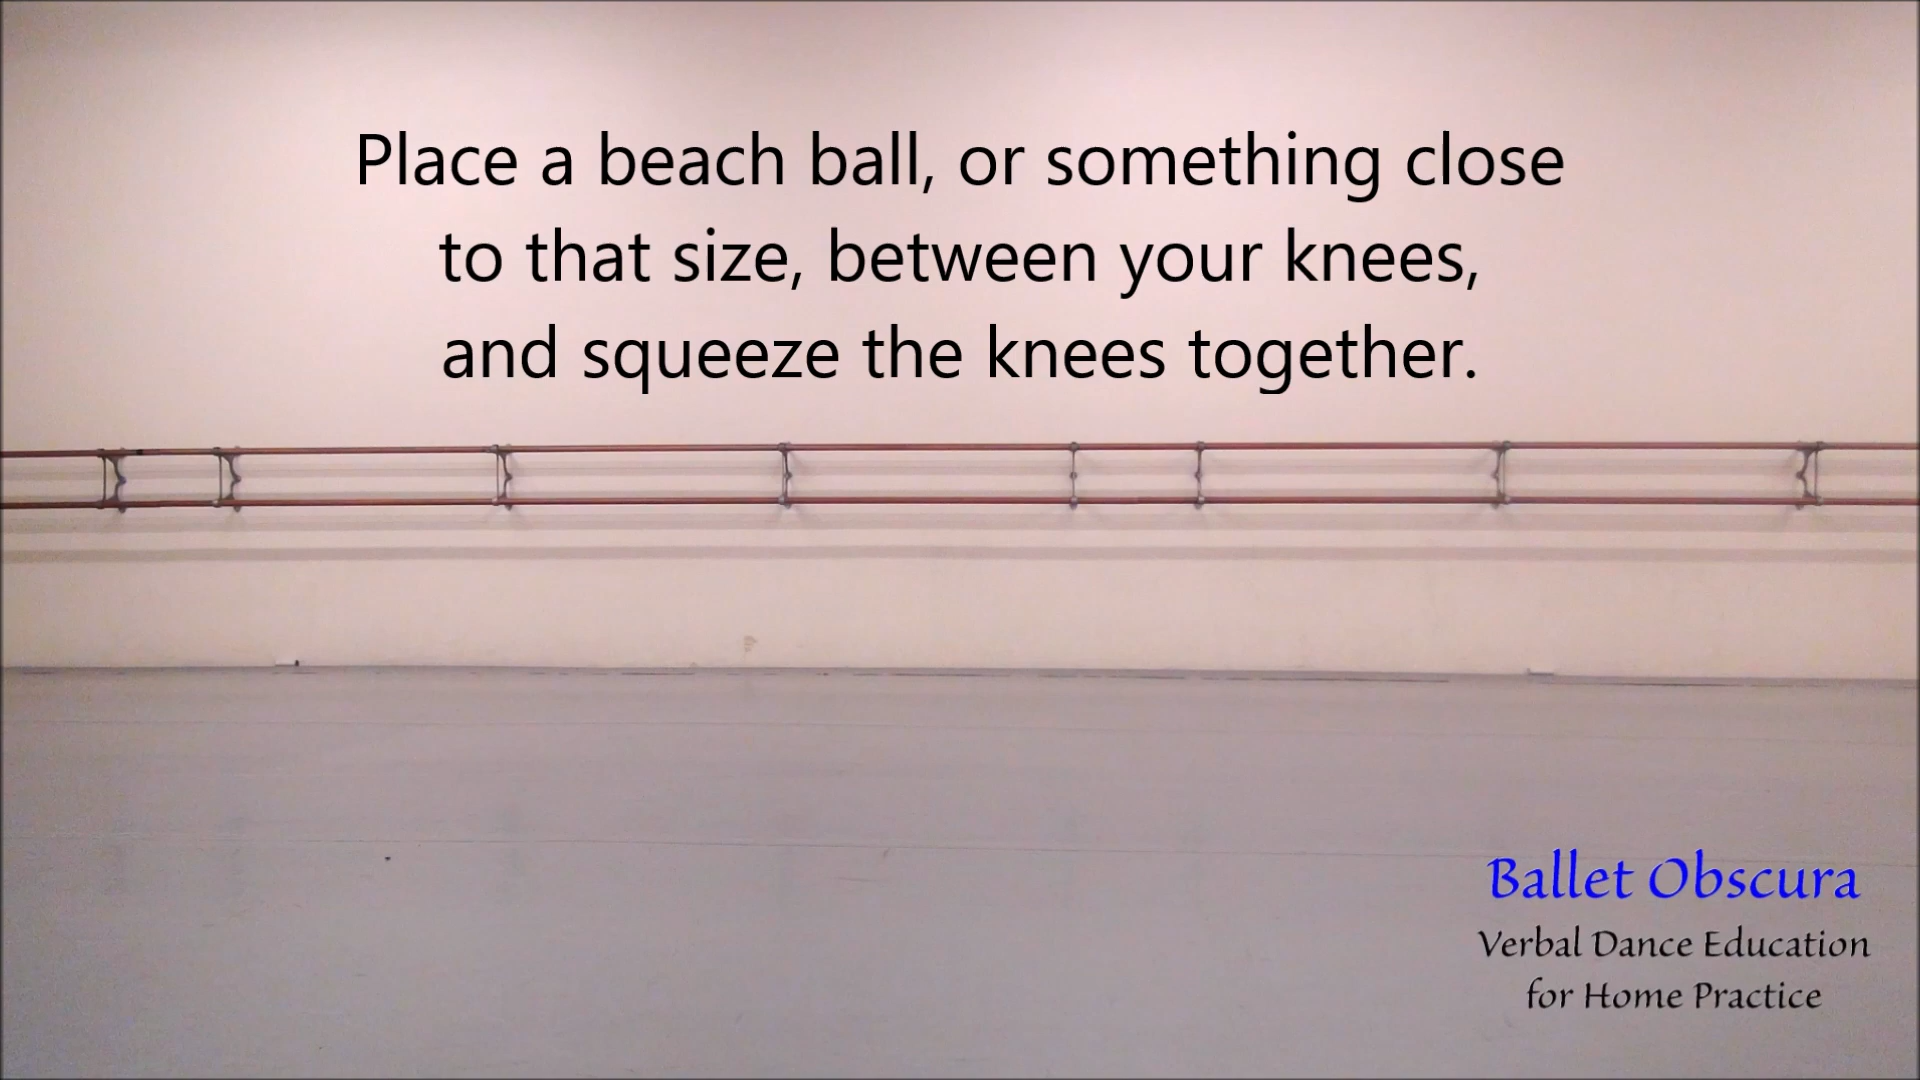 Place a beach ball, or something close
to that size, between your knees,
and squeeze the knees together.
Ballet Obscura
Verbal Dance Education
for Home Practice